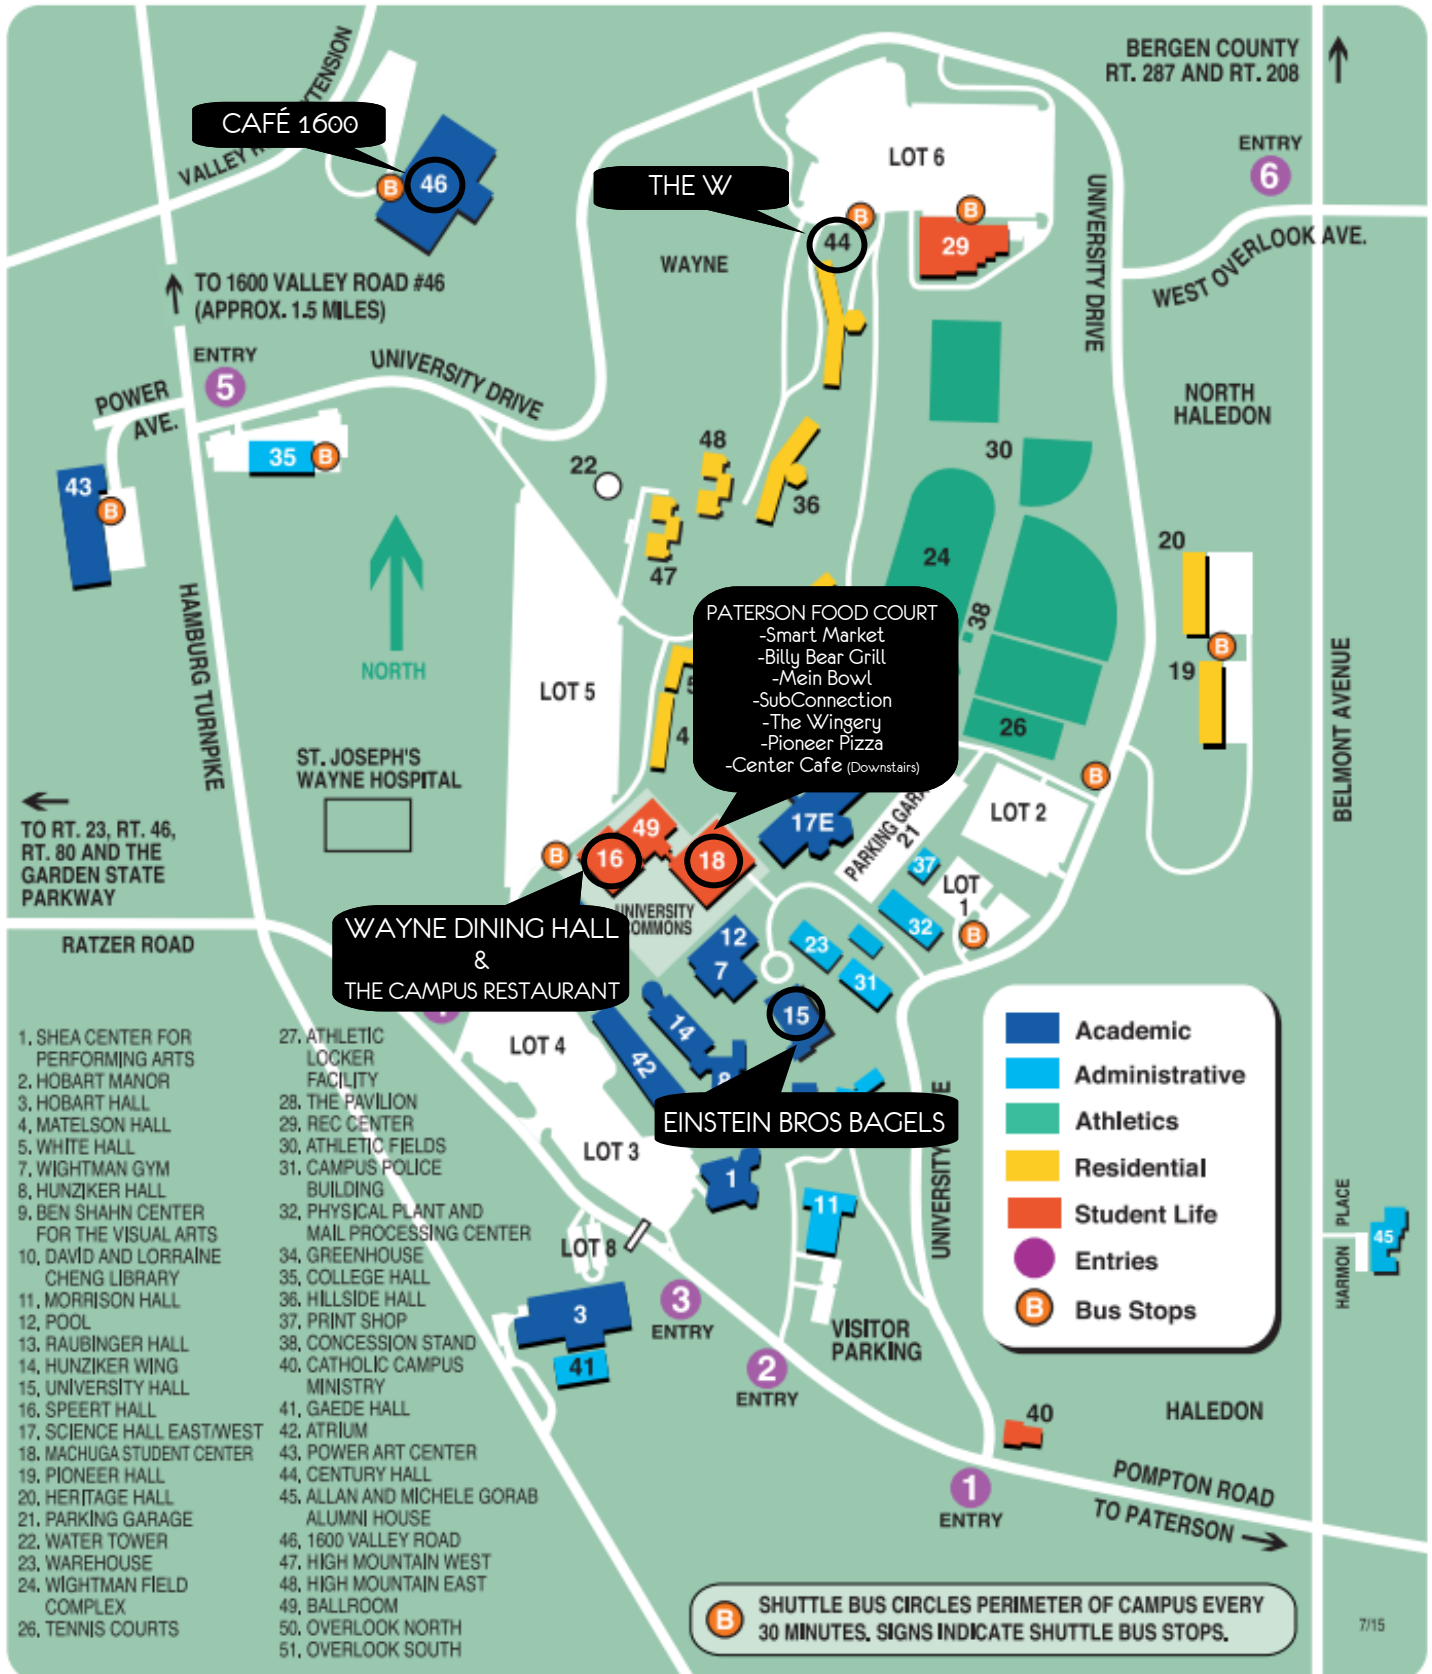 BERGEN COUNTY
RT. 287 AND RT. 208
ENTRY
6
CAFÉ 1600
46
B
THE W
LOT 6
B
B
44
29
WAYNE
UNIVERSITY DRIVE
WEST OVERLOOK AVE.
TO 1600 VALLEY ROAD #46
(APPROX. 1.5 MILES)
ENTRY
5
POWER
AVE.
UNIVERSITY DRIVE
NORTH
HALEDON
35
B
43
B
22
48
36
30
47
24
20
38
B
19
HAMBURG TURNPIKE
NORTH
LOT 5
PATERSON FOOD COURT
-Smart Market
-Billy Bear Grill
-Mein Bowl
-SubConnection
-The Wingery
-Pioneer Pizza
-Center Cafe (Downstairs)
4
26
BELMONT AVENUE
ST. JOSEPH'S
WAYNE HOSPITAL
B
LOT 2
TO RT. 23, RT. 46,
RT. 80 AND THE
GARDEN STATE
PARKWAY
49
B
16
18
17E
PARKING
21
37
LOT
1
32
B
RATZER ROAD
WAYNE DINING HALL
&
THE CAMPUS RESTAURANT
UNIVERSITY
12
7
23
31
15
14
42
8
LOT 4
EINSTEIN BROS BAGELS
LOT 3
1
11
LOT 8
3
3
ENTRY
41
2
ENTRY
VISITOR
PARKING
UNIVERSITY
Academic
Administrative
Athletics
Residential
Student Life
Entries
B Bus Stops
HARMON PLACE
45
40
HALEDON
1
ENTRY
POMPTON ROAD
TO PATERSON
1. SHEA CENTER FOR
PERFORMING ARTS
2. HOBART MANOR
3. HOBART HALL
4. MATELSON HALL
5. WHITE HALL
7. WIGHTMAN GYM
8. HUNZIKER HALL
9. BEN SHAHN CENTER
FOR THE VISUAL ARTS
10. DAVID AND LORRAINE
CHENG LIBRARY
11. MORRISON HALL
12. POOL
13. RAUBINGER HALL
14. HUNZIKER WING
15. UNIVERSITY HALL
16. SPEERT HALL
17. SCIENCE HALL EAST/WEST
18. MACHUGA STUDENT CENTER
19. PIONEER HALL
20. HERITAGE HALL
21. PARKING GARAGE
22. WATER TOWER
23. WAREHOUSE
24. WIGHTMAN FIELD
COMPLEX
26. TENNIS COURTS
27. ATHLETIC
LOCKER
FACILITY
28. THE PAVILION
29. REC CENTER
30. ATHLETIC FIELDS
31. CAMPUS POLICE
BUILDING
32. PHYSICAL PLANT AND
MAIL PROCESSING CENTER
34. GREENHOUSE
35. COLLEGE HALL
36. HILLSIDE HALL
37. PRINT SHOP
38. CONCESSION STAND
40. CATHOLIC CAMPUS
MINISTRY
41. GAEDE HALL
42. ATRIUM
43. POWER ART CENTER
44. CENTURY HALL
45. ALLAN AND MICHELE GORAB
ALUMNI HOUSE
46. 1600 VALLEY ROAD
47. HIGH MOUNTAIN WEST
48. HIGH MOUNTAIN EAST
49. BALLROOM
50. OVERLOOK NORTH
51. OVERLOOK SOUTH
B SHUTTLE BUS CIRCLES PERIMETER OF CAMPUS EVERY
30 MINUTES. SIGNS INDICATE SHUTTLE BUS STOPS.
7/15